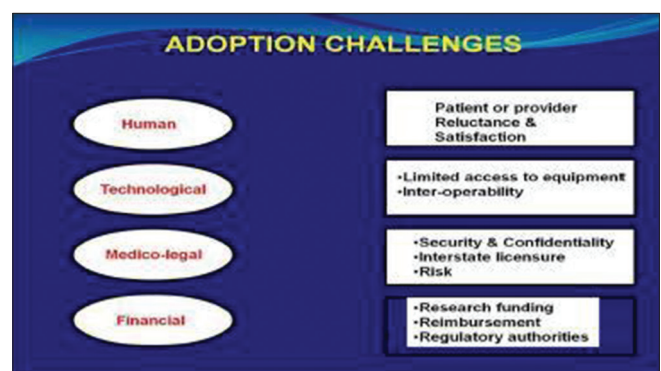 ADOPTION CHALLENGES
Human
Patient or provider
Reluctance &
Satisfaction
Technological
•Limited access to equipment
•Inter-operability
Medico-legal
•Security & Confidentiality
•Interstate licensure
•Risk
Financial
•Research funding
•Reimbursement
•Regulatory authorities